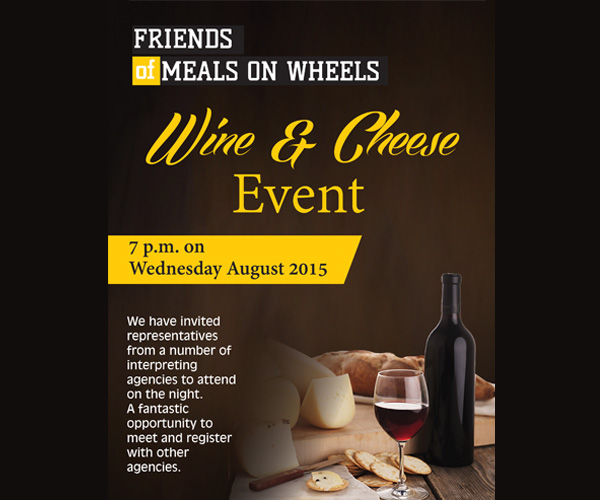 FRIENDS
of MEALS ON WHEELS
Wine & Cheese
Event
7 p.m. on
Wednesday August 2015
We have invited
representatives
from a number of
interpreting
agencies to attend
on the night.
A fantastic
opportunity to
meet and register
with other
agencies.